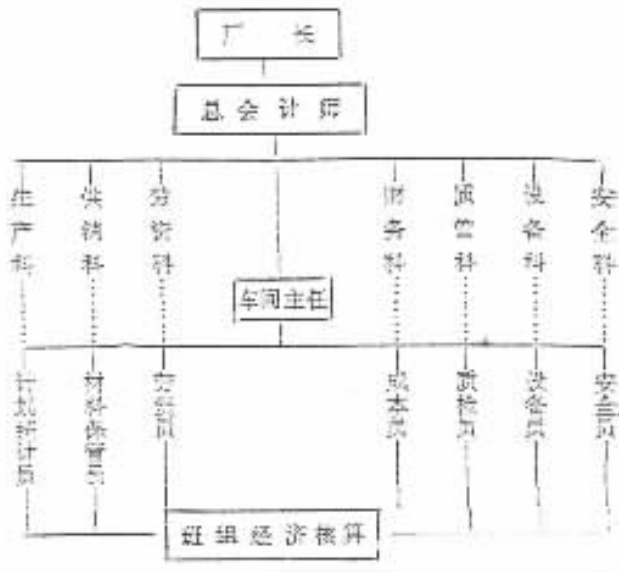 厂长
总会计师
生产科
供销科
劳资科
财务科
质管科
设备科
安全科
车间主任
计划统计员
材料保管员
劳资员
成本员
质检员
设备员
安全员
班组经济核算